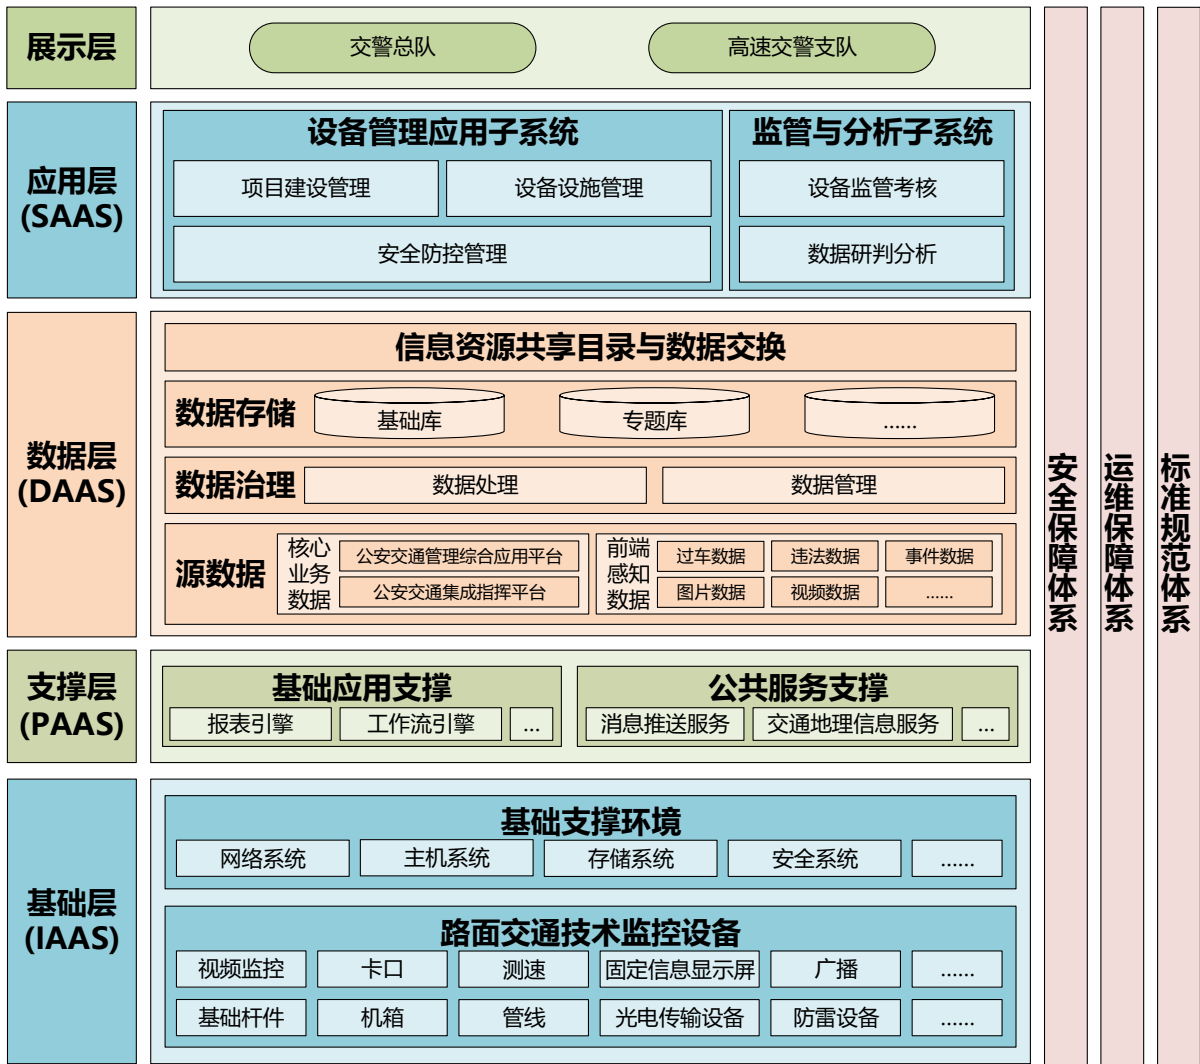 展示层
交警总队
高速交警支队
应用层
(SAAS)
设备管理应用子系统
项目建设管理
设备设施管理
安全防控管理
监管与分析子系统
设备监管考核
数据研判分析
数据层
(DAAS)
信息资源共享目录与数据交换
数据存储
基础库
专题库
......
数据治理
数据处理
数据管理
源数据
核心
业务
数据
公安交通管理综合应用平台
公安交通集成指挥平台
前端
感知
数据
过车数据
违法数据
事件数据
图片数据
视频数据
......
支撑层
(PAAS)
基础应用支撑
报表引擎
工作流引擎
...
公共服务支撑
消息推送服务
交通地理信息服务
...
基础层
(IAAS)
基础支撑环境
网络系统
主机系统
存储系统
安全系统
......
路面交通技术监控设备
视频监控
卡口
测速
固定信息显示屏
广播
......
基础杆件
机箱
管线
光电传输设备
防雷设备
......
安全保障体系
运维保障体系
标准规范体系